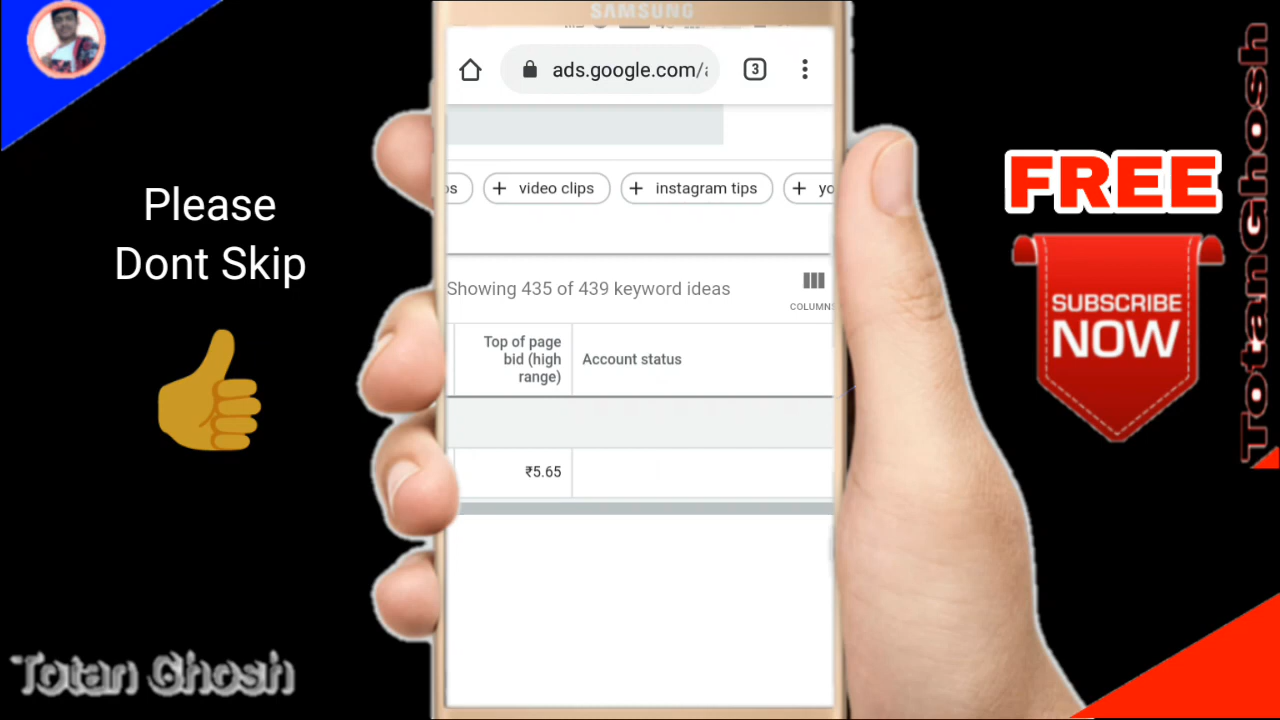 SAMSUNG
ads.google.com/
3
video clips
instagram tips
Showing 435 of 439 keyword ideas
COLUMN
Top of page
bid (high
range)
Account status
₹5.65
Please
Dont Skip
FREE
SUBSCRIBE
NOW
TotanGhosh
Totan Ghosh